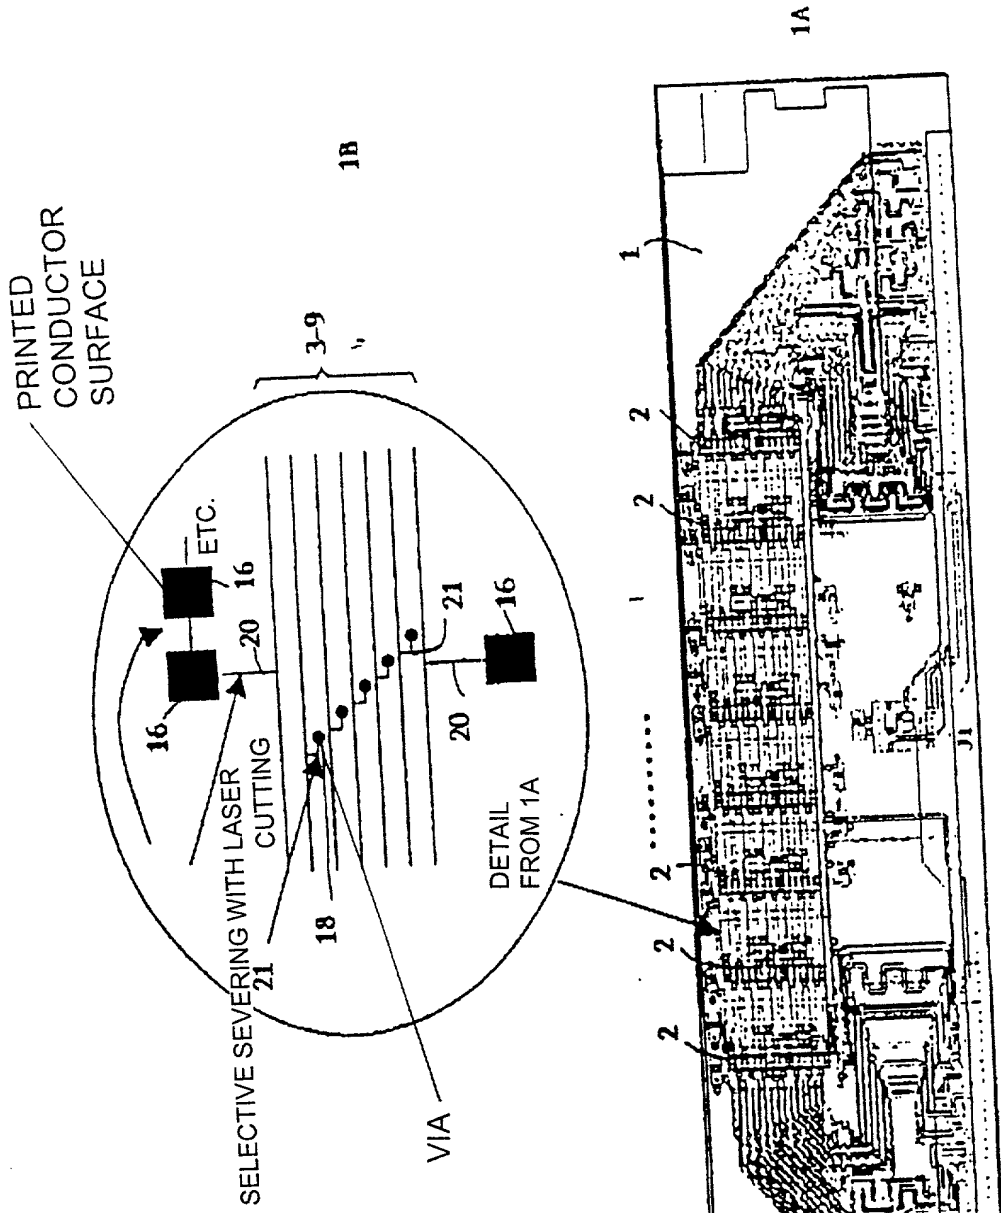 PRINTED
CONDUCTOR
SURFACE
1B
3-9
ETC.
16
16
20
21
16
20
SELECTIVE SEVERING WITH LASER
CUTTING
21
18
VIA
DETAIL
FROM 1A
1A
1
2
2
2
2
2
J1